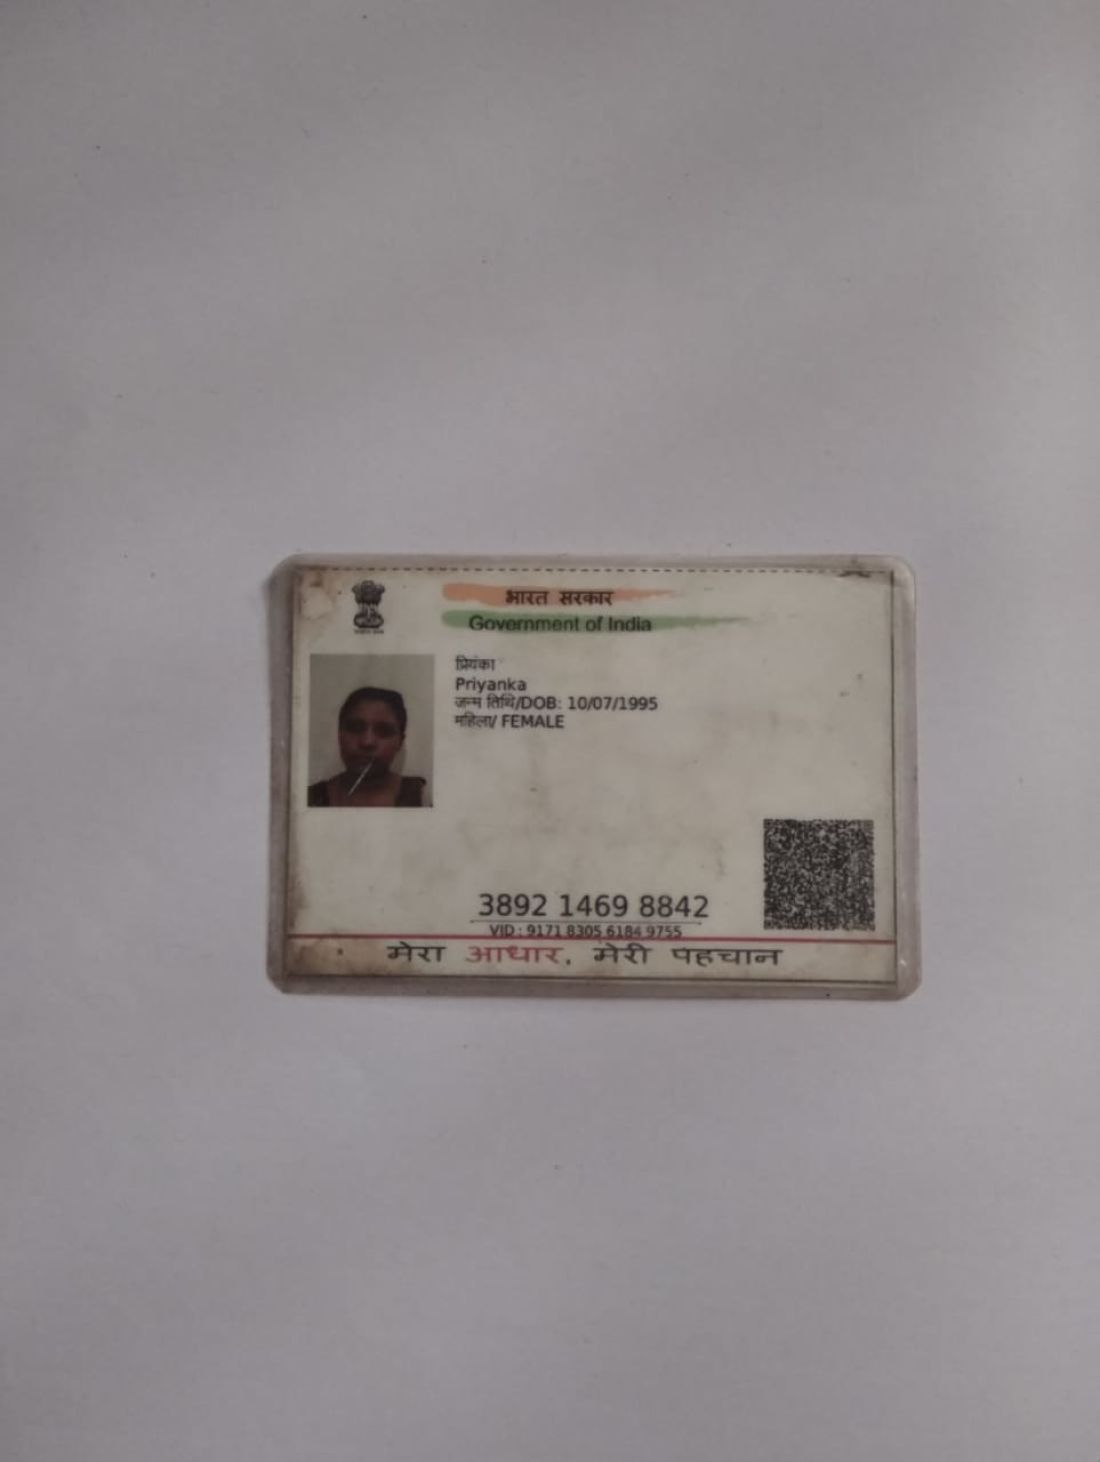 भारत सरकार
Government of India
प्रियंका
Priyanka
जन्म तिथि/DOB: 10/07/1995
महिला/ FEMALE
3892 1469 8842
VID : 9171 8305 6184 9755
मेरा आधार, मेरी पहचान